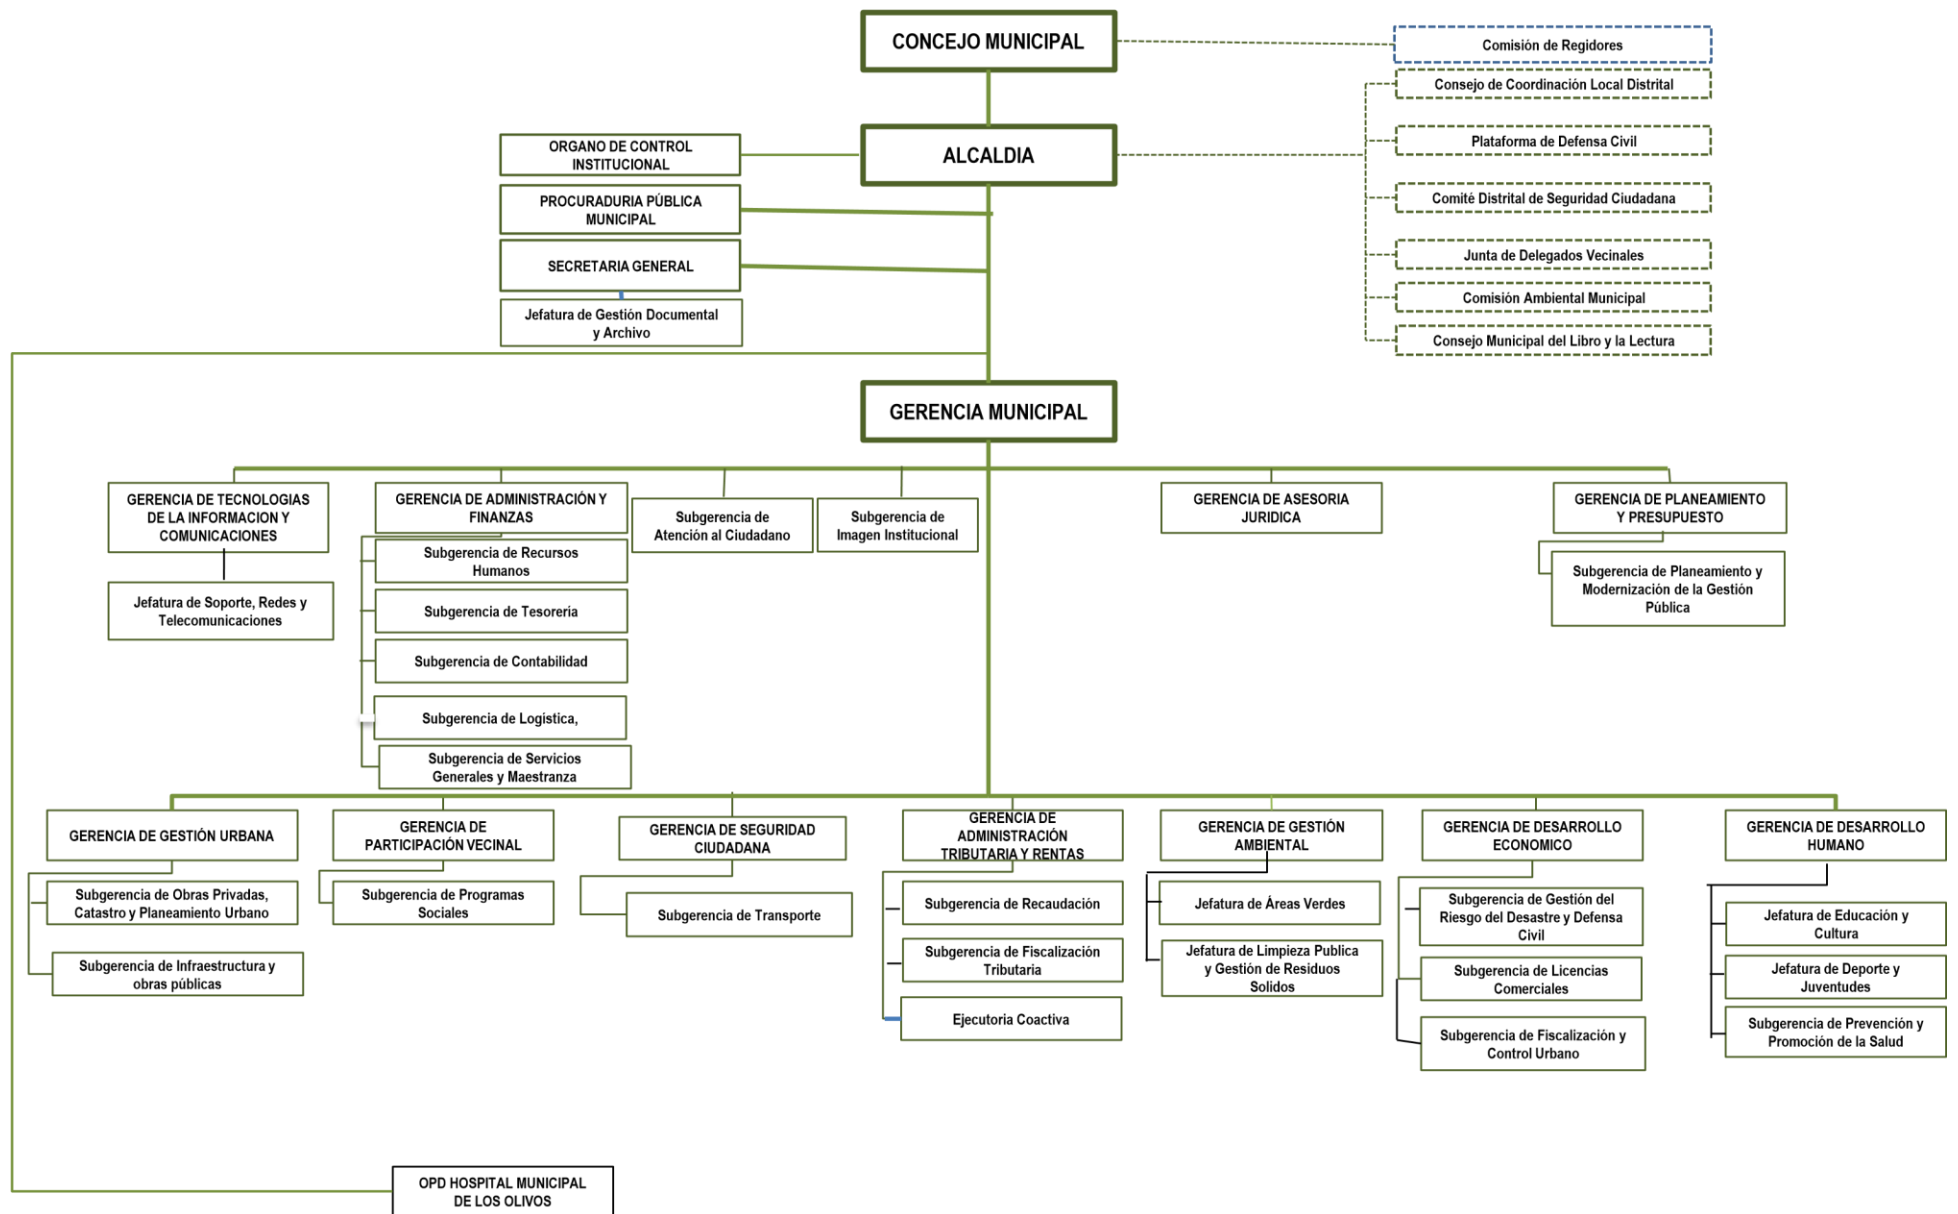 CONCEJO MUNICIPAL
Comisión de Regidores
Consejo de Coordinación Local Distrital
ORGANO DE CONTROL
INSTITUCIONAL
ALCALDIA
Plataforma de Defensa Civil
PROCURADURIA PÚBLICA
MUNICIPAL
Comité Distrital de Seguridad Ciudadana
SECRETARIA GENERAL
Junta de Delegados Vecinales
Jefatura de Gestión Documental
y Archivo
Comisión Ambiental Municipal
Consejo Municipal del Libro y la Lectura
GERENCIA MUNICIPAL
GERENCIA DE TECNOLOGIAS
DE LA INFORMACION Y
COMUNICACIONES
Jefatura de Soporte, Redes y
Telecomunicaciones
GERENCIA DE ADMINISTRACIÓN Y
FINANZAS
Subgerencia de Recursos
Humanos
Subgerencia de Tesorería
Subgerencia de Contabilidad
Subgerencia de Logística,
Subgerencia de Servicios
Generales y Maestranza
Subgerencia de
Atención al Ciudadano
Subgerencia de
Imagen Institucional
GERENCIA DE ASESORIA
JURIDICA
GERENCIA DE PLANEAMIENTO
Y PRESUPUESTO
Subgerencia de Planeamiento y
Modernización de la Gestión
Pública
GERENCIA DE GESTIÓN URBANA
Subgerencia de Obras Privadas,
Catastro y Planeamiento Urbano
Subgerencia de Infraestructura y
obras públicas
GERENCIA DE
PARTICIPACIÓN VECINAL
Subgerencia de Programas
Sociales
GERENCIA DE SEGURIDAD
CIUDADANA
Subgerencia de Transporte
GERENCIA DE
ADMINISTRACIÓN
TRIBUTARIA Y RENTAS
Subgerencia de Recaudación
Subgerencia de Fiscalización
Tributaria
Ejecutoria Coactiva
GERENCIA DE GESTIÓN
AMBIENTAL
Jefatura de Áreas Verdes
Jefatura de Limpieza Publica
y Gestión de Residuos
Solidos
GERENCIA DE DESARROLLO
ECONOMICO
Subgerencia de Gestión del
Riesgo del Desastre y Defensa
Civil
Subgerencia de Licencias
Comerciales
Subgerencia de Fiscalización y
Control Urbano
GERENCIA DE DESARROLLO
HUMANO
Jefatura de Educación y
Cultura
Jefatura de Deporte y
Juventudes
Subgerencia de Prevención y
Promoción de la Salud
OPD HOSPITAL MUNICIPAL
DE LOS OLIVOS